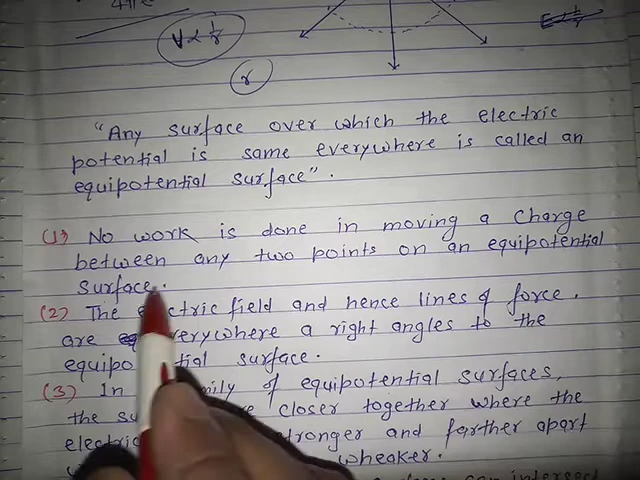 V ∝ 1/r
r
"Any surface over which the electric
potential is same everywhere is called an
equipotential surface".
(1) No work is done in moving a charge
between any two points on an equipotential
surface.
(2) The electric field and hence lines of force.
are everywhere a right angles to the
equipotential surface.
(3) In family of equipotential surfaces,
the closer together where the
stronger and farther apart
wheaker.
intersect